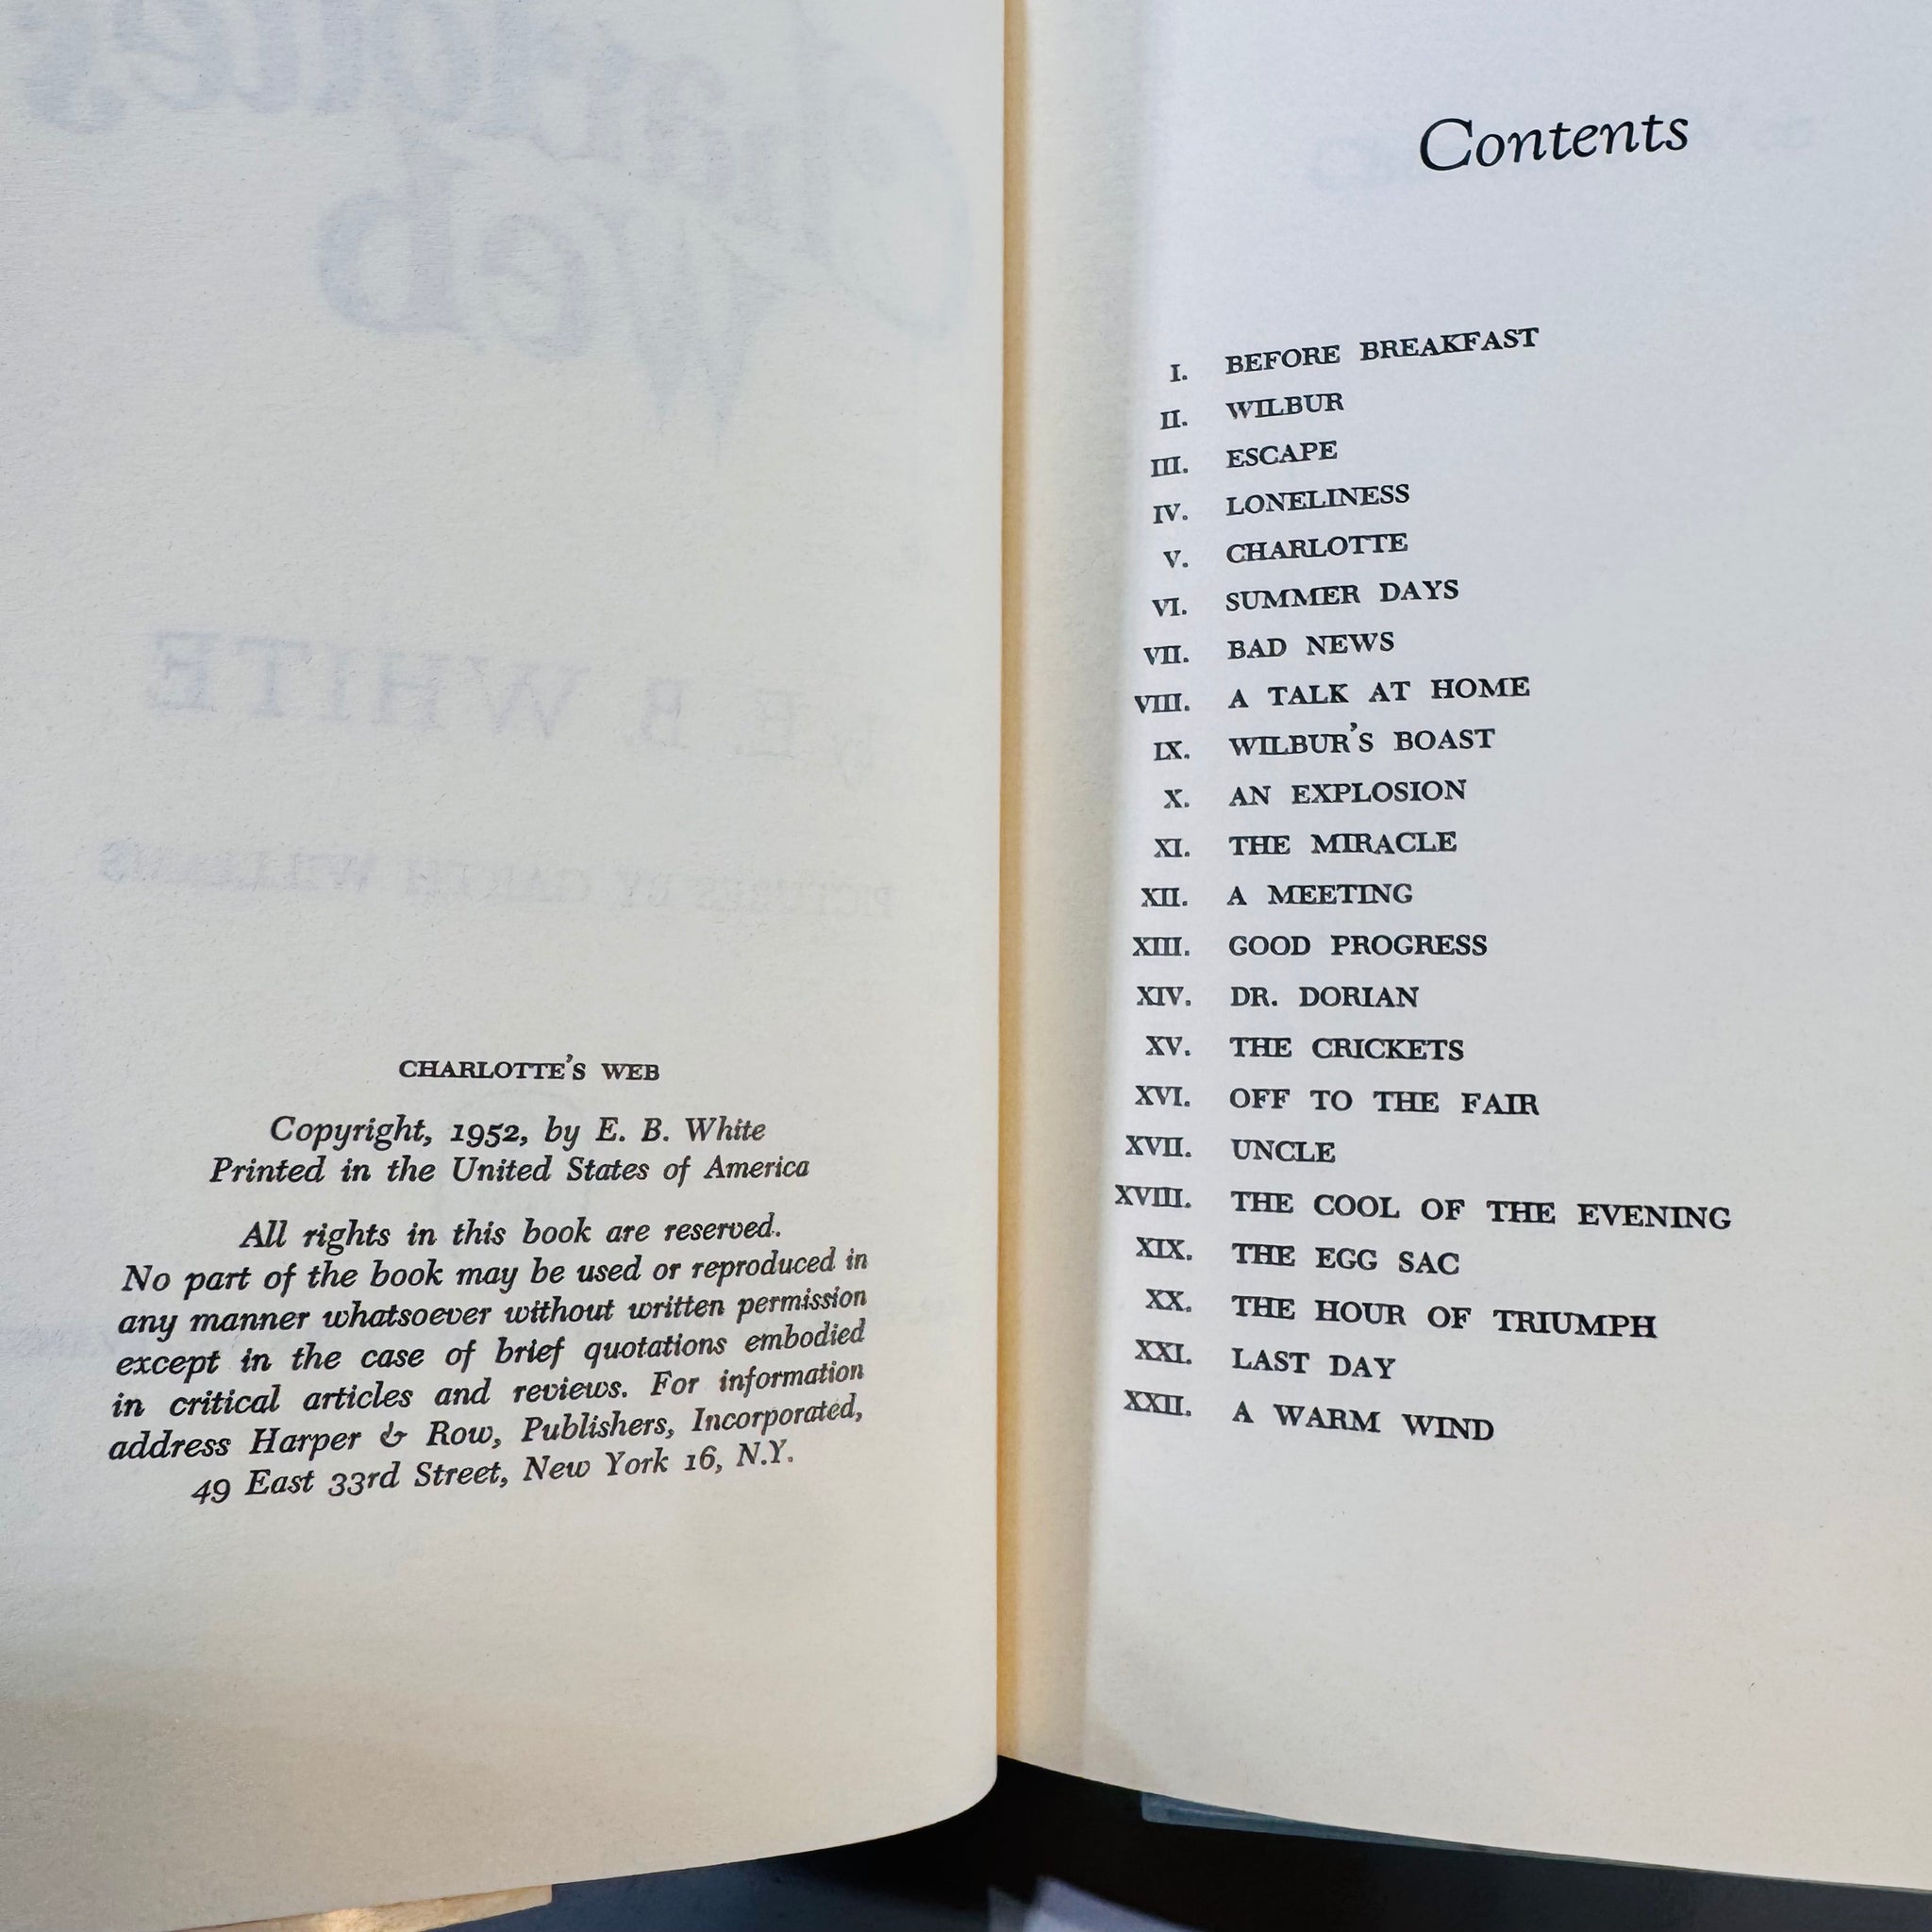 CHARLOTTE'S WEB
Copyright, 1952, by E. B. White
Printed in the United States of America
All rights in this book are reserved.
No part of the book may be used or reproduced in
any manner whatsoever without written permission
except in the case of brief quotations embodied
in critical articles and reviews. For information
address Harper & Row, Publishers, Incorporated,
49 East 33rd Street, New York 16, N.Y.
Contents
I. BEFORE BREAKFAST
II. WILBUR
III. ESCAPE
IV. LONELINESS
V. CHARLOTTE
VI. SUMMER DAYS
VII. BAD NEWS
VIII. A TALK AT HOME
IX. WILBUR'S BOAST
X. AN EXPLOSION
XI. THE MIRACLE
XII. A MEETING
XIII. GOOD PROGRESS
XIV. DR. DORIAN
XV. THE CRICKETS
XVI. OFF TO THE FAIR
XVII. UNCLE
XVIII. THE COOL OF THE EVENING
XIX. THE EGG SAC
XX. THE HOUR OF TRIUMPH
XXI. LAST DAY
XXII. A WARM WIND